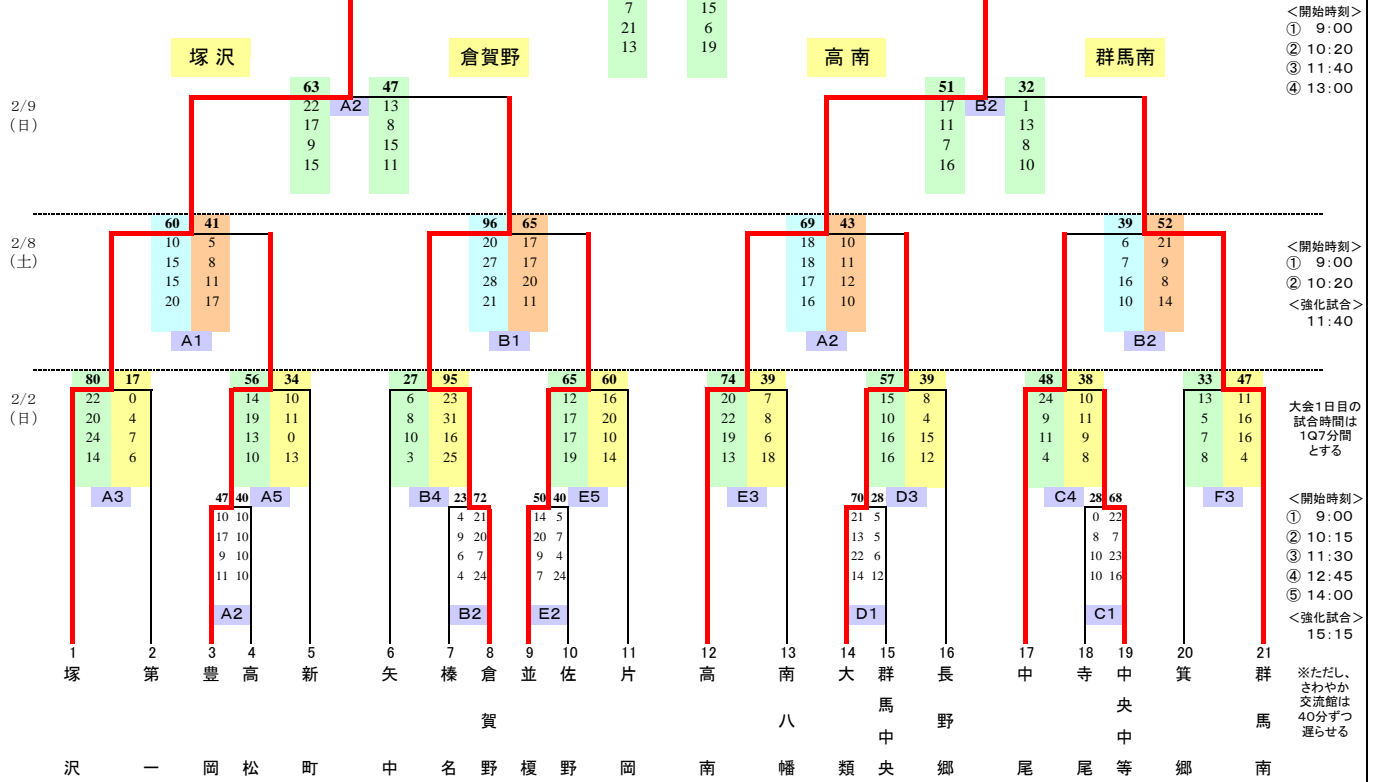 7 15
21 6
13 19
＜開始時刻＞
① 9:00
② 10:20
③ 11:40
④ 13:00
塚沢 倉賀野 高南 群馬南
2/9
（日）
63 A2 47
22 13
17 8
9 15
15 11
51 B2 32
17 1
11 13
7 8
16 10
2/8
（土）
60 41
10 5
15 8
15 11
20 17
A1
96 65
20 17
27 17
28 20
21 11
B1
69 43
18 10
18 11
17 12
16 10
A2
39 52
6 21
7 9
16 8
10 14
B2
＜開始時刻＞
① 9:00
② 10:20
＜強化試合＞
11:40
2/2
（日）
80 17
22 0
20 4
24 7
14 6
A3
56 34
14 10
19 11
13 0
10 13
A5
27 95
6 23
8 31
10 16
3 25
B4
65 60
12 16
17 20
17 10
19 14
E5
74 39
20 7
22 8
19 6
13 18
E3
57 39
15 8
10 4
16 15
16 12
D3
48 38
24 10
9 11
11 9
4 8
C4
33 47
13 11
5 16
7 16
8 4
F3
大会1日目の
試合時間は
1Q7分間
とする
47 40
10 10
17 10
9 10
11 10
A2
23 72
4 21
9 20
6 7
4 24
B2
50 40
14 5
20 7
9 4
7 24
E2
70 28
21 5
13 5
22 6
14 12
D1
28 68
0 22
8 7
10 23
10 16
C1
＜開始時刻＞
① 9:00
② 10:15
③ 11:30
④ 12:45
⑤ 14:00
＜強化試合＞
15:15
1 塚沢
2 第一
3 豊岡
4 高松
5 新町
6 矢中
7 榛名
8 倉賀野
9 並榎
10 佐野
11 片岡
12 高南
13 南八幡
14 大類
15 群馬中央
16 長野郷
17 中尾
18 寺尾
19 中央中等
20 箕郷
21 群馬南
※ただし、
さわやか
交流館は
40分ずつ
遅らせる